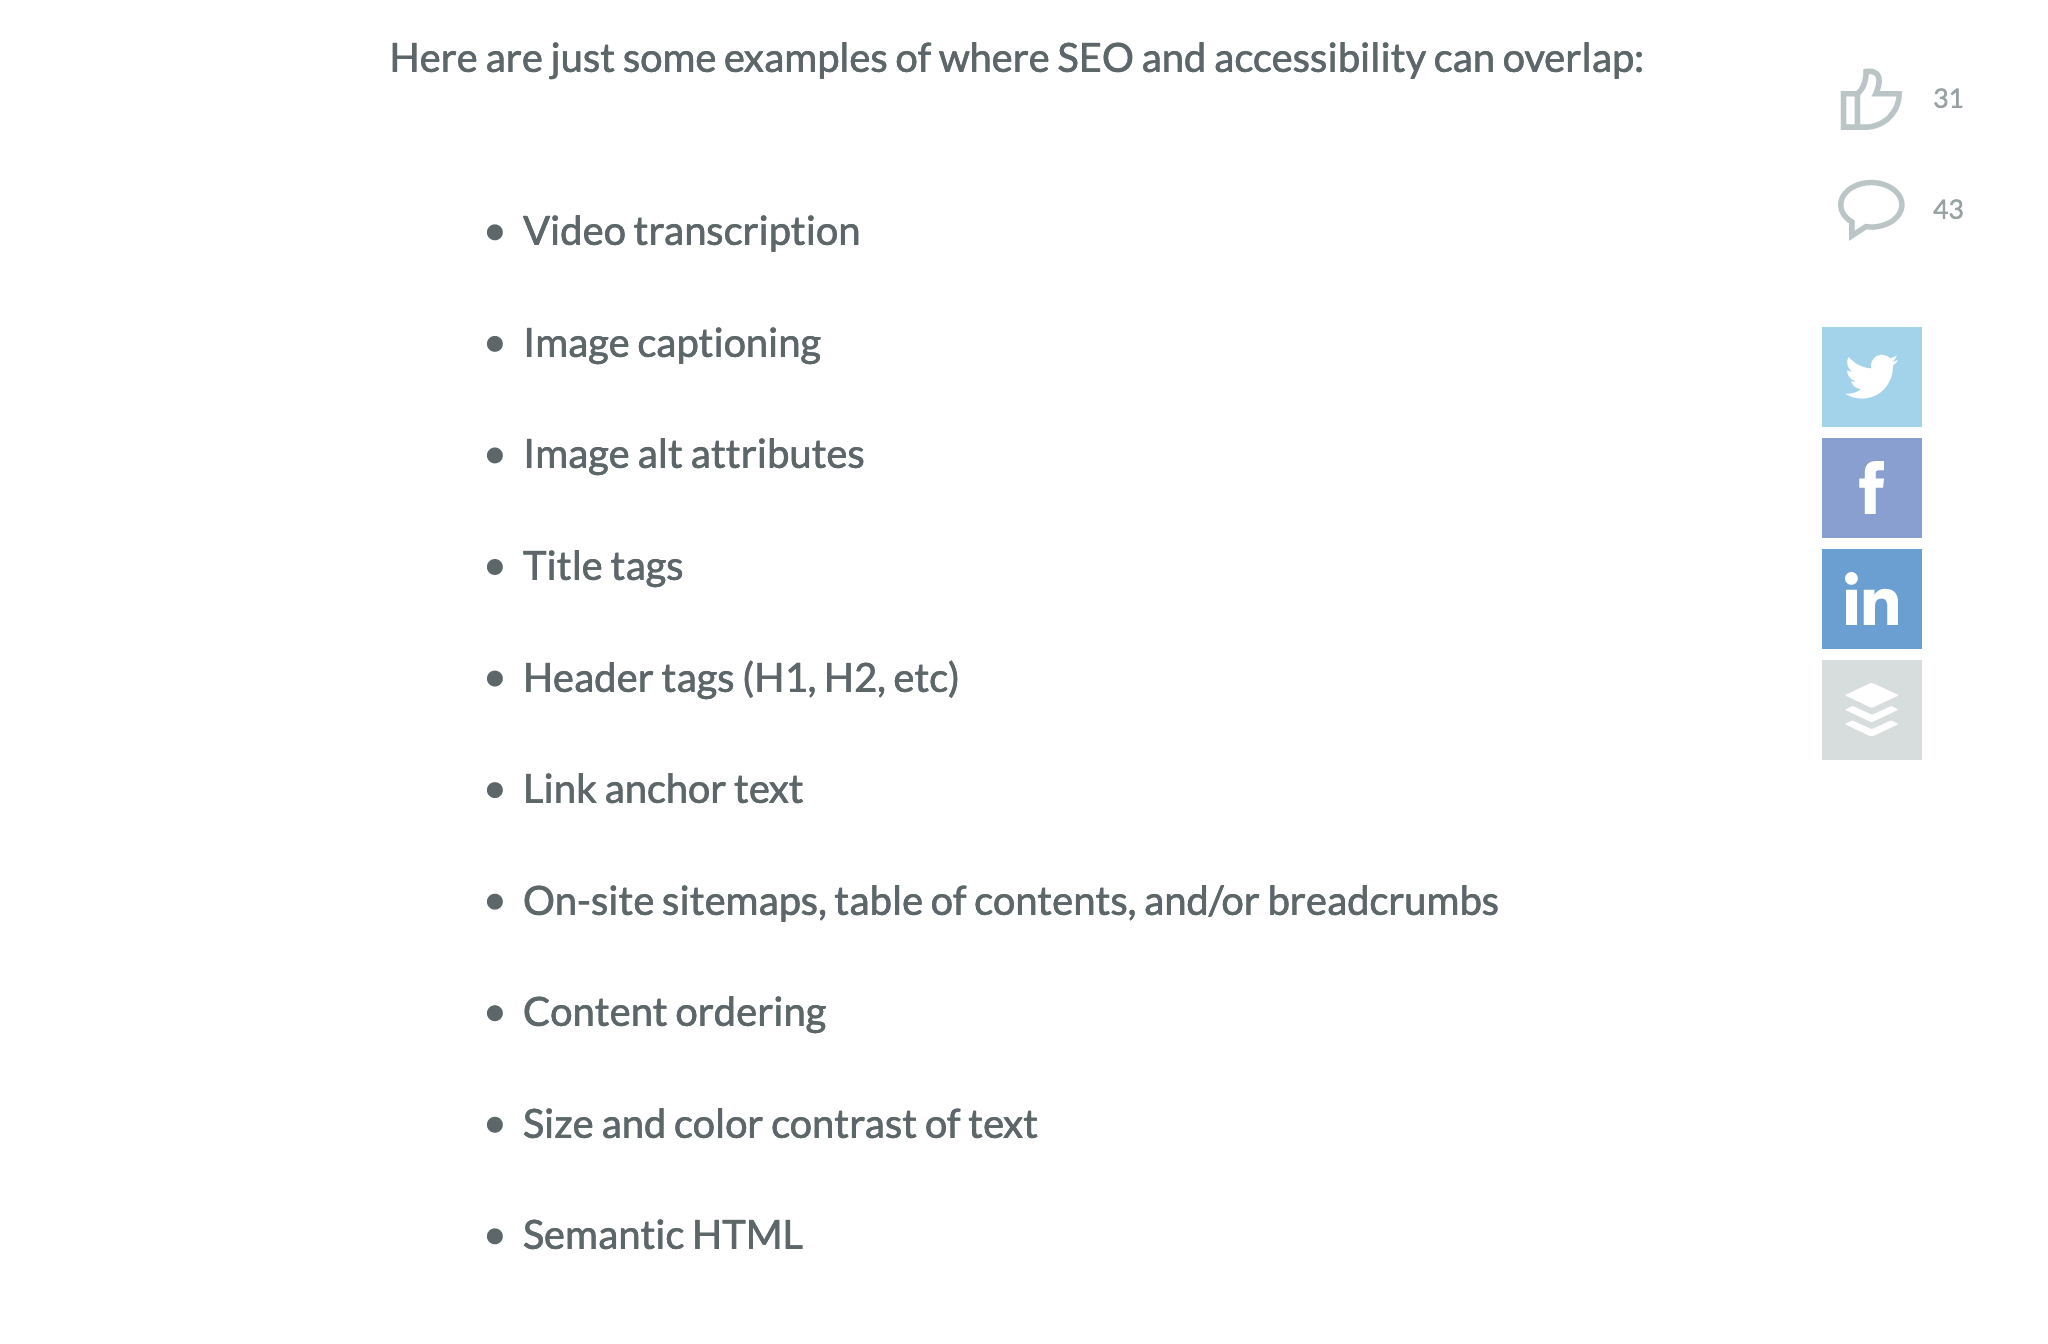 Here are just some examples of where SEO and accessibility can overlap:
31
43
• Video transcription
• Image captioning
• Image alt attributes
• Title tags
• Header tags (H1, H2, etc)
• Link anchor text
• On-site sitemaps, table of contents, and/or breadcrumbs
• Content ordering
• Size and color contrast of text
• Semantic HTML
f
in